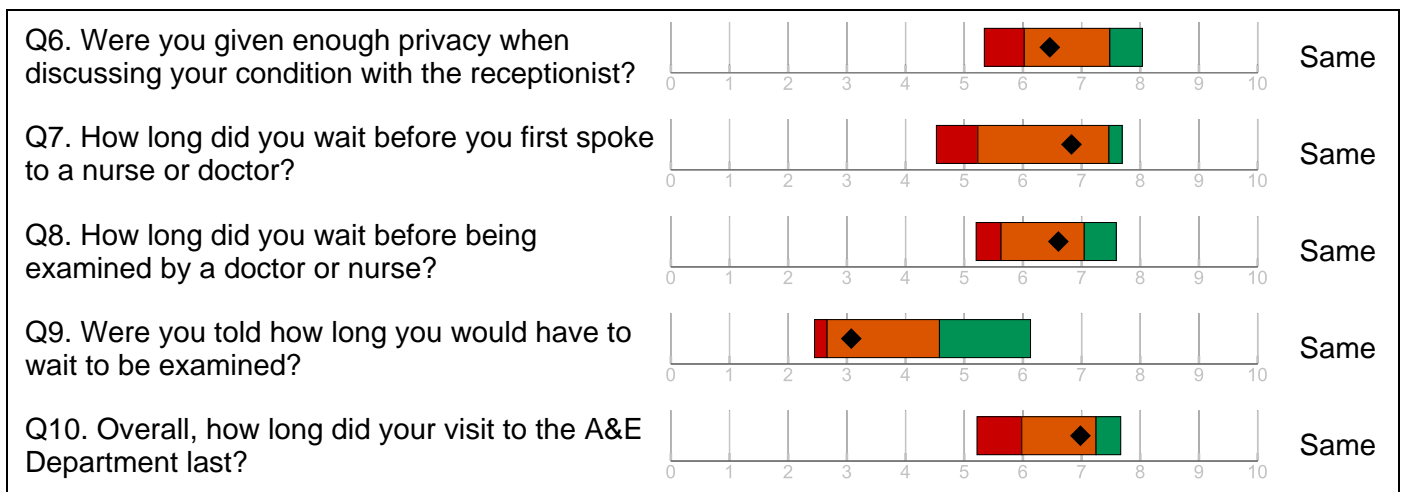 Q6. Were you given enough privacy when
discussing your condition with the receptionist?
0 1 2 3 4 5 6 7 8 9 10
Same
Q7. How long did you wait before you first spoke
to a nurse or doctor?
0 1 2 3 4 5 6 7 8 9 10
Same
Q8. How long did you wait before being
examined by a doctor or nurse?
0 1 2 3 4 5 6 7 8 9 10
Same
Q9. Were you told how long you would have to
wait to be examined?
0 1 2 3 4 5 6 7 8 9 10
Same
Q10. Overall, how long did your visit to the A&E
Department last?
0 1 2 3 4 5 6 7 8 9 10
Same